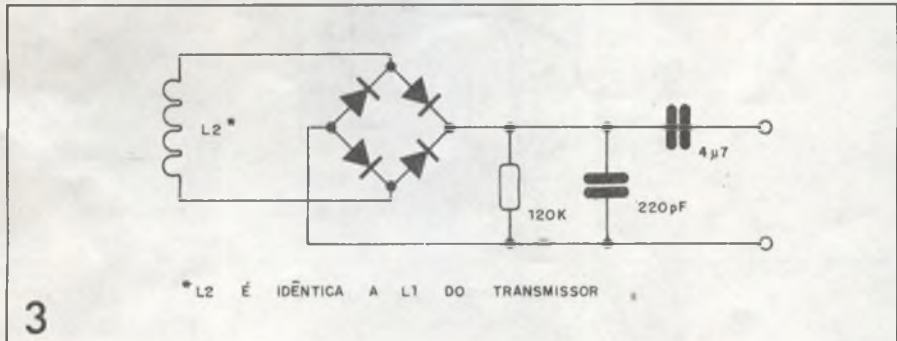 L2*
4μ7
120K
220pF
*L2 É IDÊNTICA A L1 DO TRANSMISSOR
3